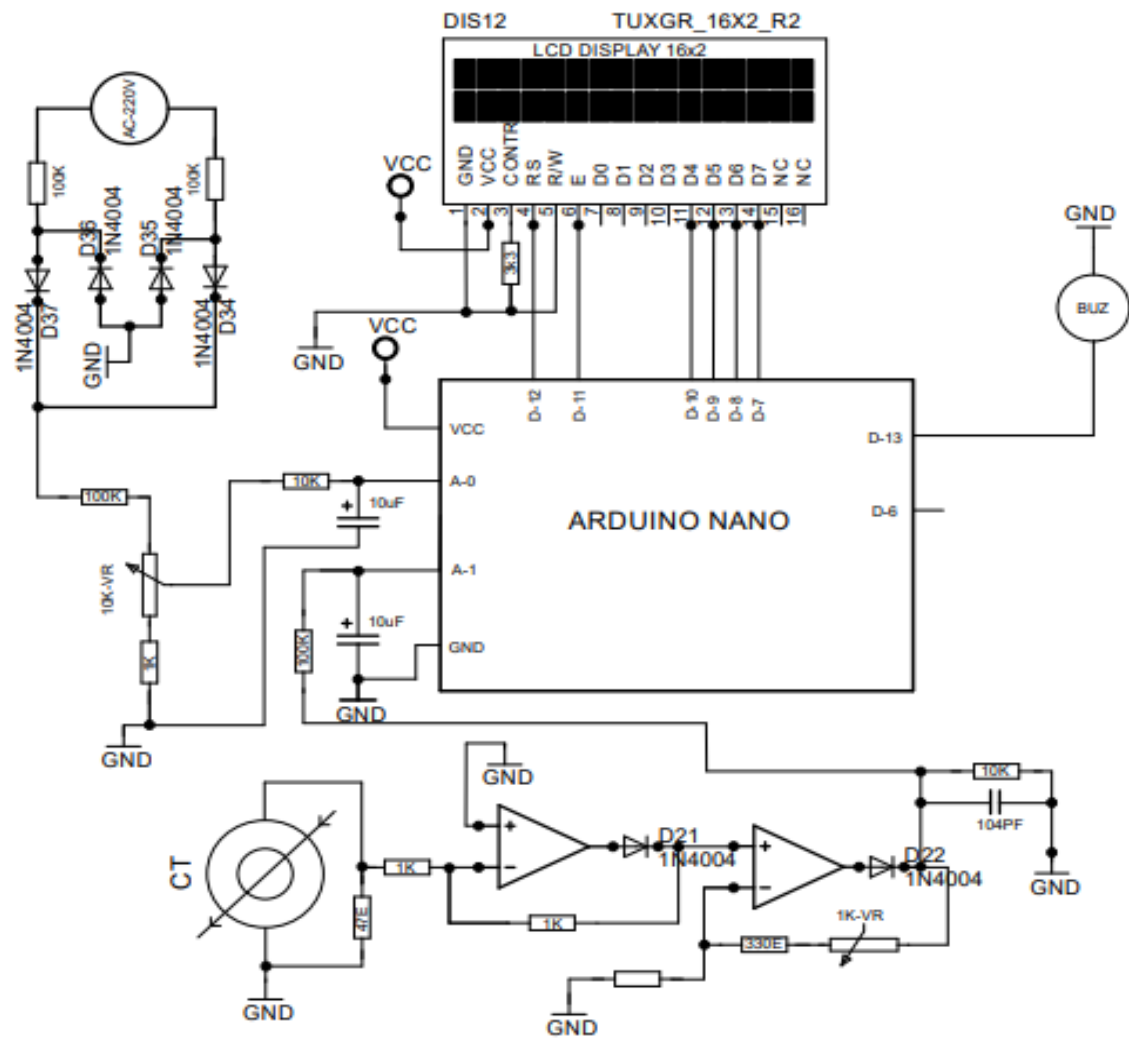 DIS12 TUXGR_16X2_R2
LCD DISPLAY 16x2
GND
VCC
CONTR
RS
R/W
E
D0
D1
D2
D3
D4
D5
D6
D7
NC
NC
1
2
3
4
5
6
7
8
9
10
11
12
13
14
15
16
AC-220V
100K
100K
D36
1N4004
D35
1N4004
1N4004
D37
1N4004
D34
GND
VCC
3k3
GND
VCC
GND
BUZ
D-12
D-11
D-10
D-9
D-8
D-7
VCC
A-0
A-1
GND
D-13
D-6
ARDUINO NANO
10K
10uF
100K
10K-VR
1K
GND
10uF
100K
GND
CT
47E
GND
1K
1K
GND
+
−
D21
1N4004
+
−
D22
1N4004
10K
104PF
GND
1K-VR
330E
GND